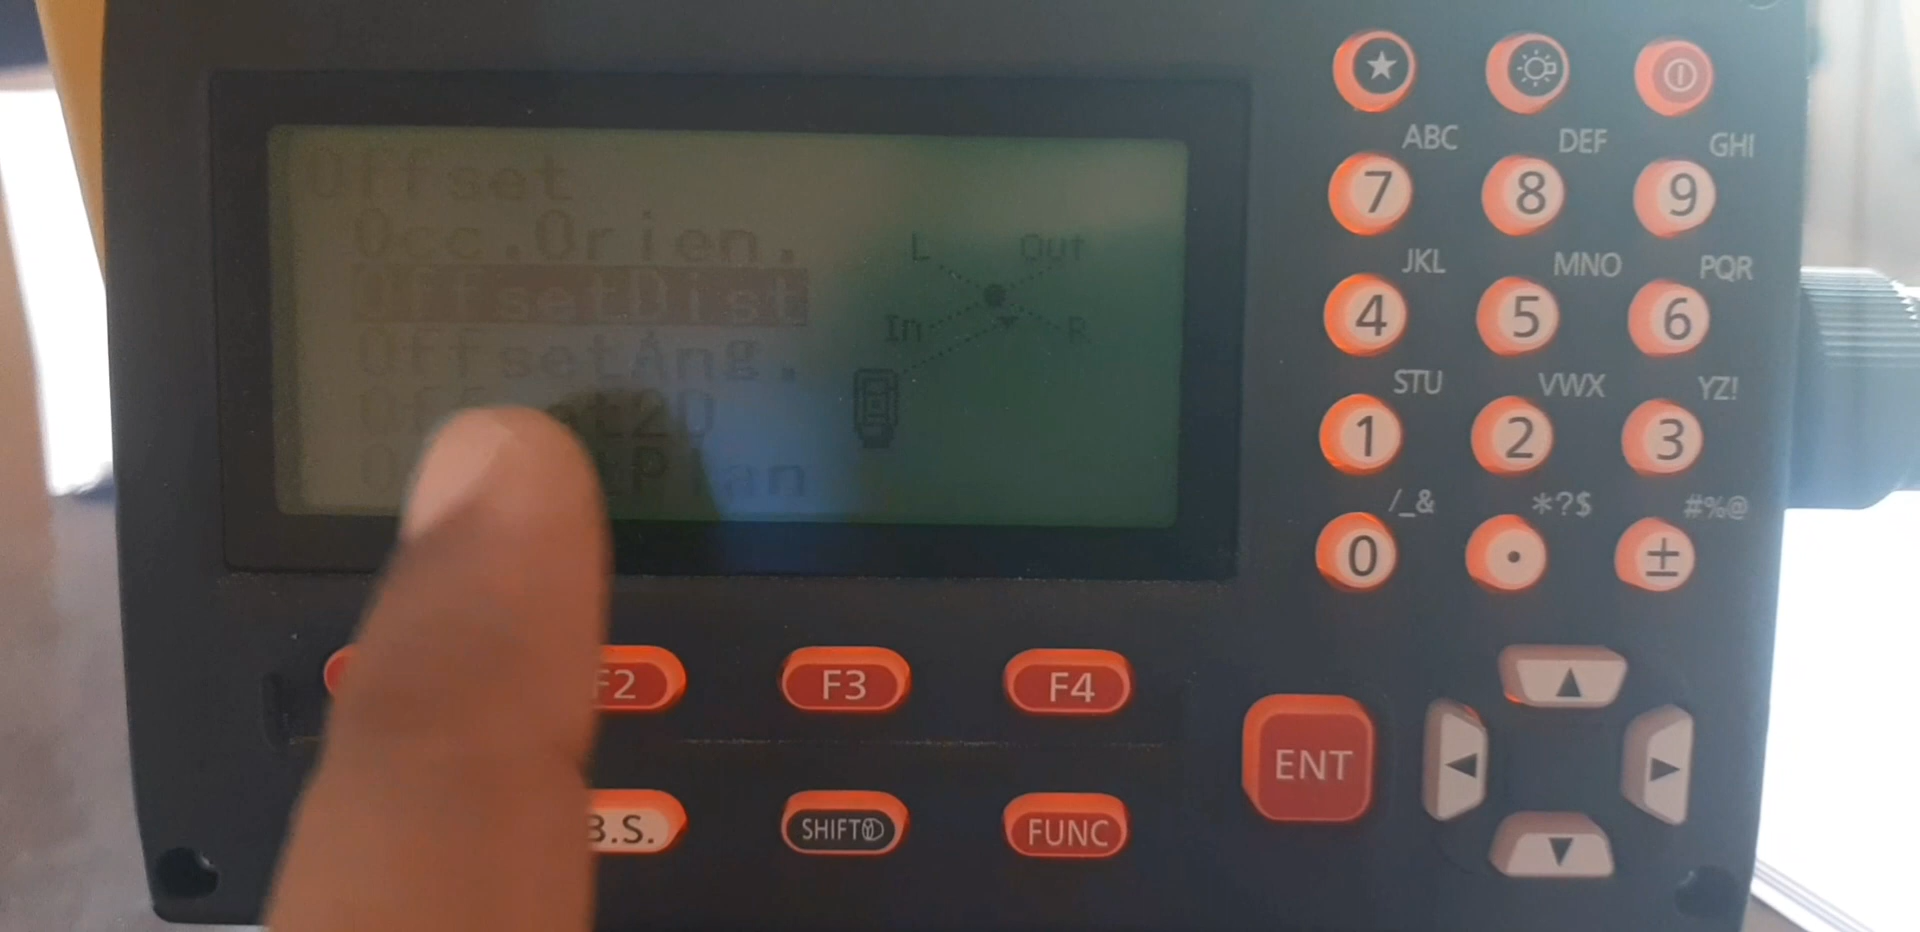 Offset
Occ.Orien.
OffsetDist
OffsetAng.
L Out
In R
ABC DEF GHI
7 8 9
JKL MNO PQR
4 5 6
STU VWX YZ!
1 2 3
/_& *?$ #%@
0 . ±
F2 F3 F4
ENT
B.S. SHIFT FUNC